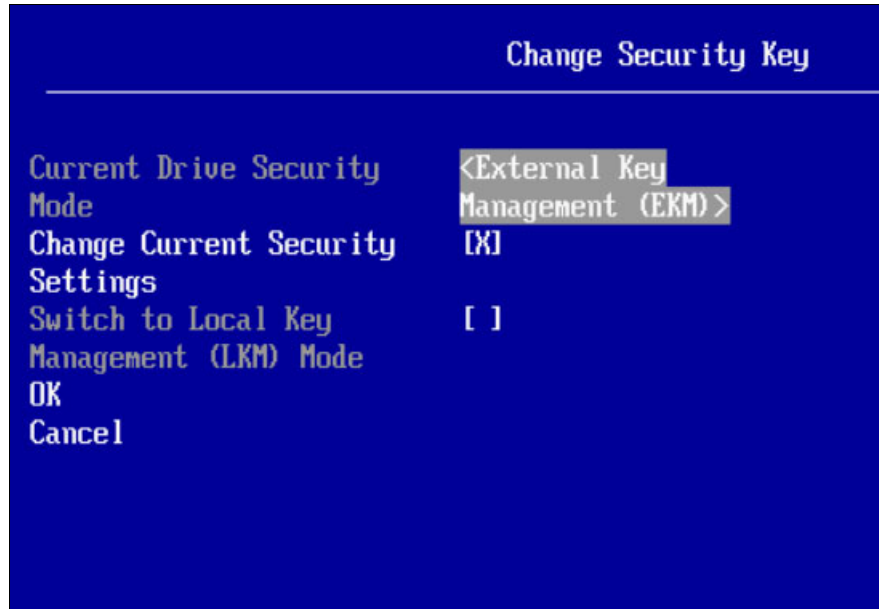 Change Security Key
Current Drive Security <External Key
Mode Management (EKM)>
Change Current Security [X]
Settings
Switch to Local Key [ ]
Management (LKM) Mode
OK
Cancel